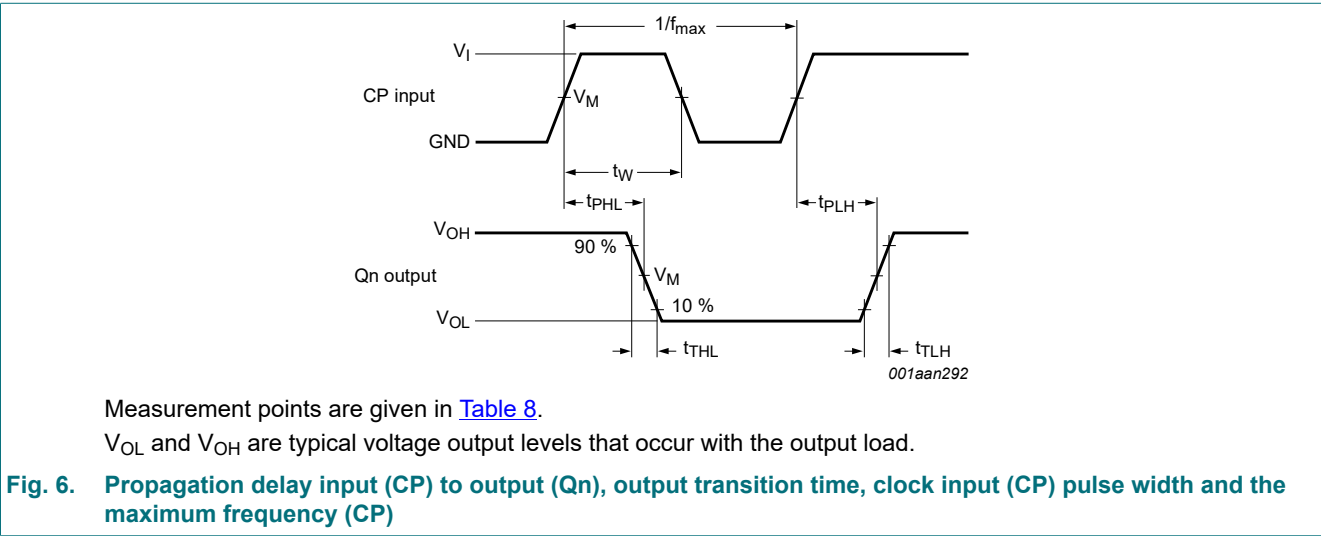 1/fmax
VI
CP input
VM
GND
tW
tPHL
tPLH
VOH
90 %
Qn output
VM
10 %
VOL
tTHL
tTLH
001aan292
Measurement points are given in Table 8.
VOL and VOH are typical voltage output levels that occur with the output load.
Fig. 6. Propagation delay input (CP) to output (Qn), output transition time, clock input (CP) pulse width and the
maximum frequency (CP)